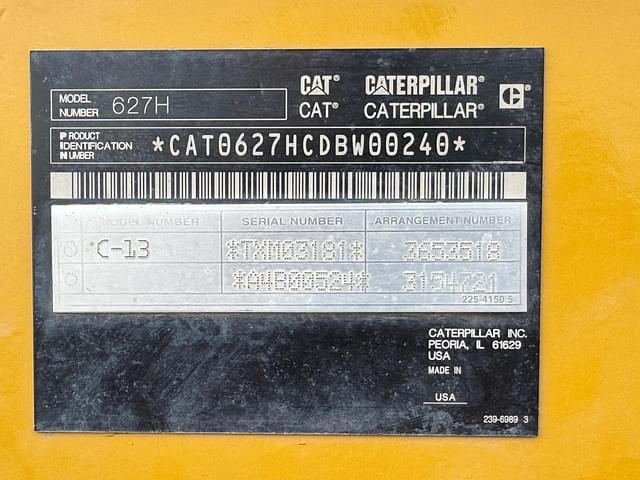 CAT® CATERPILLAR®
MODEL NUMBER 627H CAT® CATERPILLAR®
PRODUCT IDENTIFICATION NUMBER *CAT0627HCDBW00240*
MODEL NUMBER SERIAL NUMBER ARRANGEMENT NUMBER
C-13 *TXM03181* 3653518
*A4B00524* 3154721
225-4150 5
CATERPILLAR INC.
PEORIA, IL 61629
USA
MADE IN
USA
239-6989 3